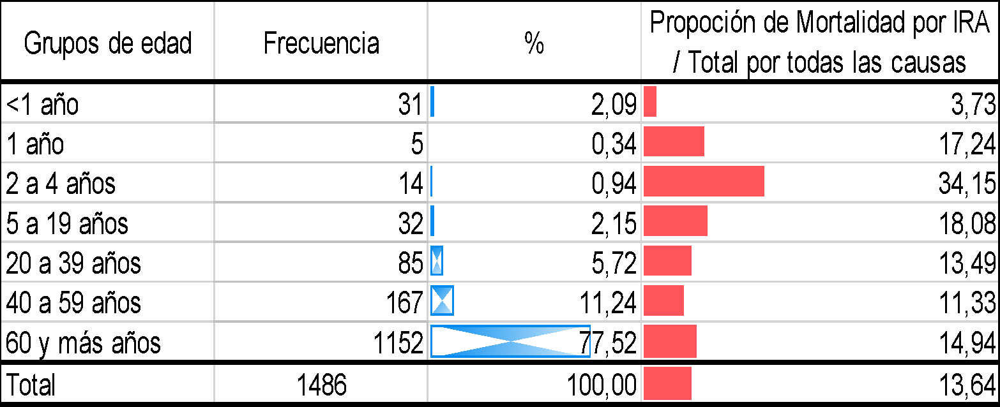 Grupos de edad Frecuencia % Propoción de Mortalidad por IRA
/ Total por todas las causas
<1 año 31 2,09 3,73
1 año 5 0,34 17,24
2 a 4 años 14 0,94 34,15
5 a 19 años 32 2,15 18,08
20 a 39 años 85 5,72 13,49
40 a 59 años 167 11,24 11,33
60 y más años 1152 77,52 14,94
Total 1486 100,00 13,64